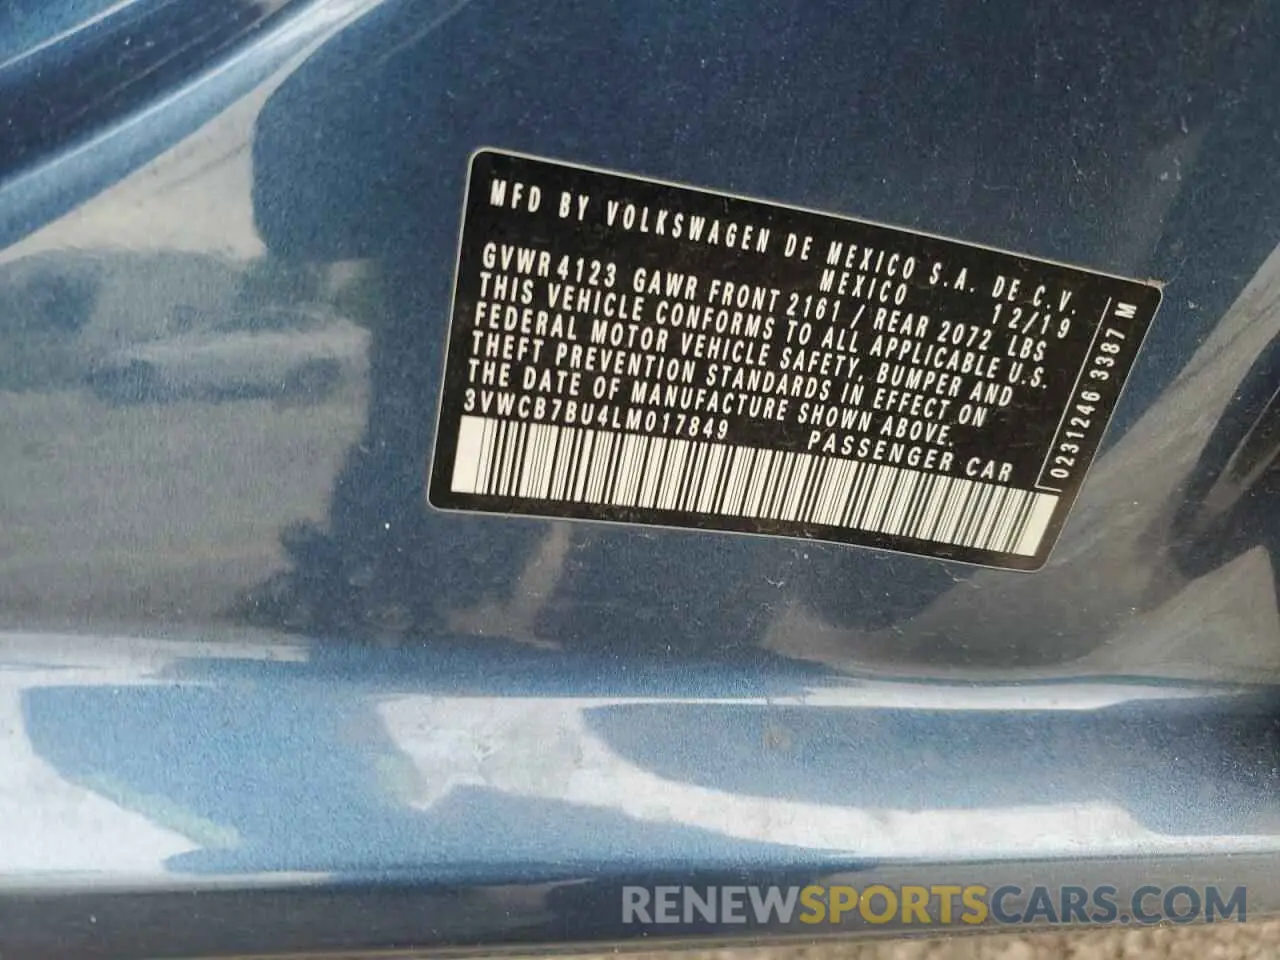 MFD BY VOLKSWAGEN DE MEXICO S.A. DE C.V.
MEXICO 12/19
GVWR 4123 GAWR FRONT 2161 / REAR 2072 LBS
THIS VEHICLE CONFORMS TO ALL APPLICABLE U.S.
FEDERAL MOTOR VEHICLE SAFETY, BUMPER AND
THEFT PREVENTION STANDARDS IN EFFECT ON
THE DATE OF MANUFACTURE SHOWN ABOVE.
3VWCB7BU4LM017849 PASSENGER CAR
0231246 3387 M
RENEWSPORTSCARS.COM